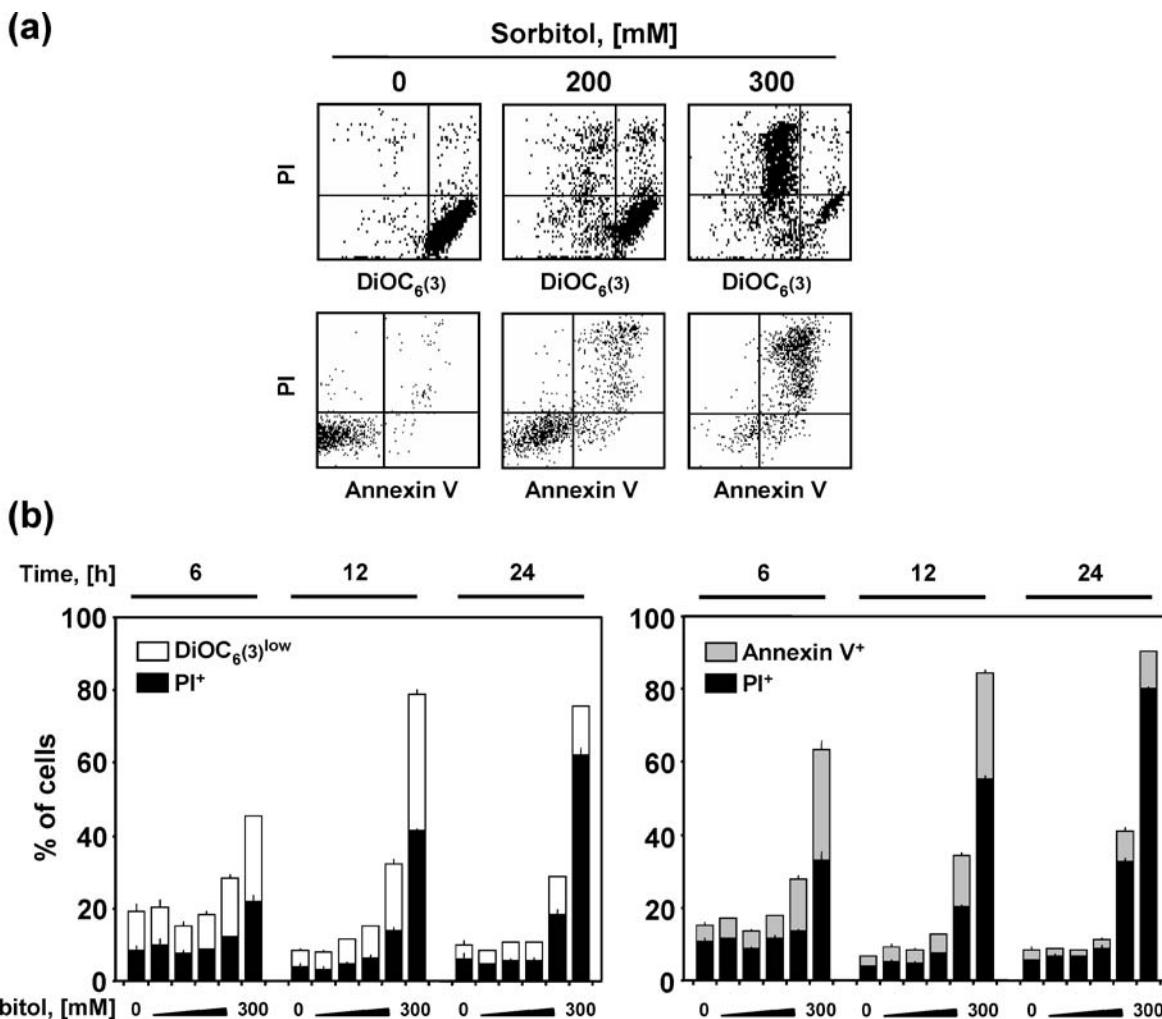 (a)
Sorbitol, [mM]
0 200 300
PI
DiOC6(3) DiOC6(3) DiOC6(3)
PI
Annexin V Annexin V Annexin V
(b)
Time, [h] 6 12 24 6 12 24
100 100
DiOC6(3)low Annexin V+
PI+ PI+
80 80
60 60
% of cells
40 40
20 20
0 0
bitol, [mM] 0 300 0 300 0 300 0 300 0 300 0 300